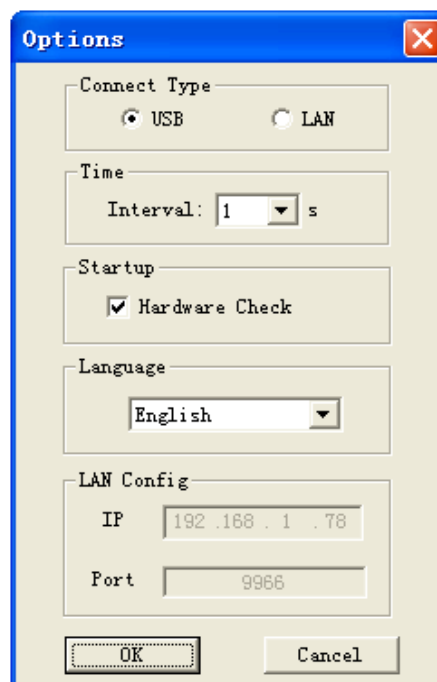 Options
Connect Type
USB LAN
Time
Interval: 1 s
Startup
Hardware Check
Language
English
LAN Config
IP 192 .168 . 1 .78
Port 9966
OK Cancel